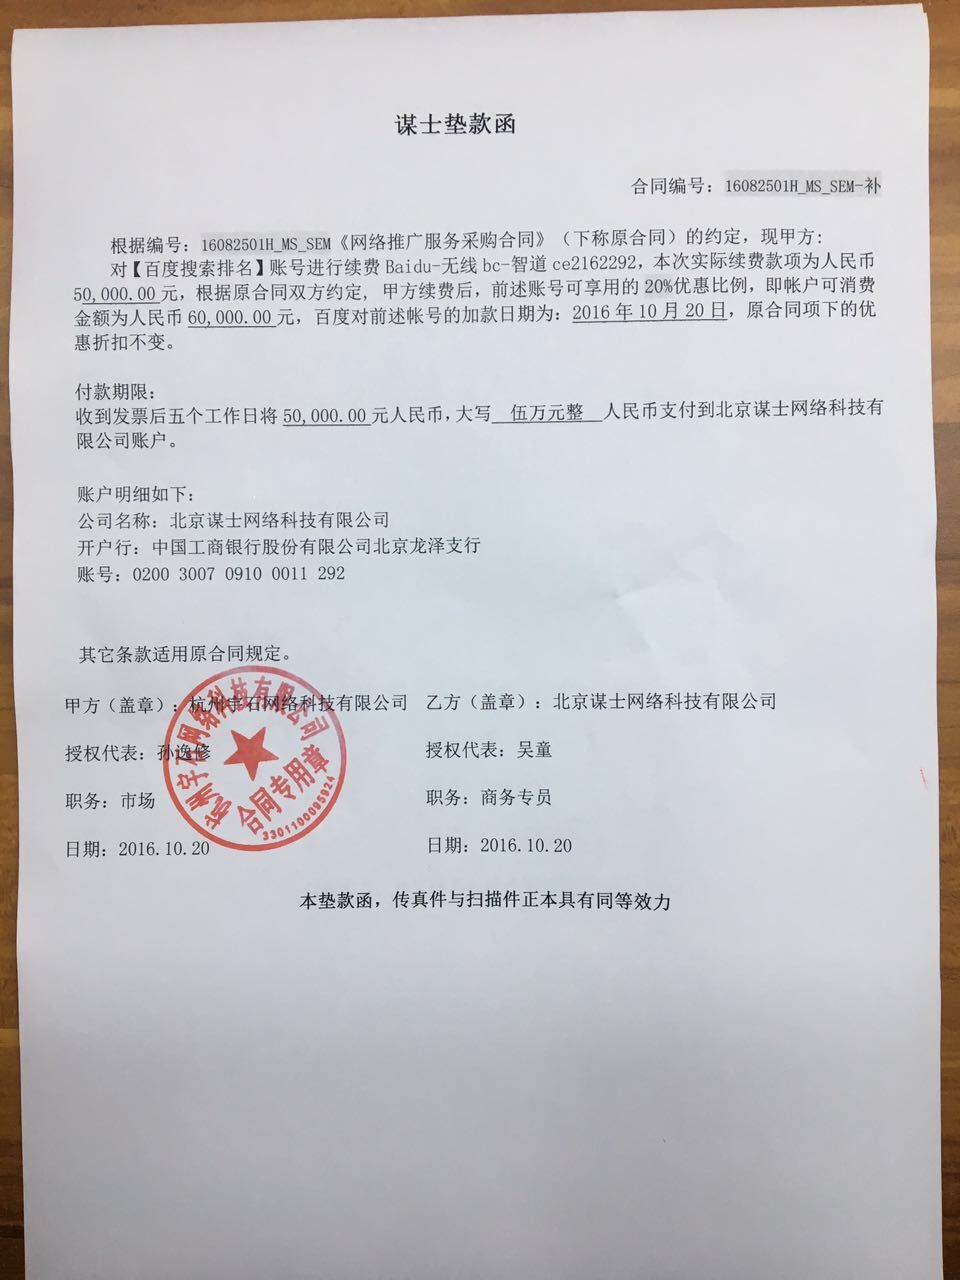 谋士垫款函
合同编号：16082501H_MS_SEM-补
根据编号：16082501H_MS_SEM《网络推广服务采购合同》（下称原合同）的约定，现甲方:
对【百度搜索排名】账号进行续费 Baidu-无线 bc-智道 ce2162292，本次实际续费款项为人民币
50,000.00 元，根据原合同双方约定, 甲方续费后，前述账号可享用的 20%优惠比例，即帐户可消费
金额为人民币 60,000.00 元，百度对前述帐号的加款日期为：2016 年 10 月 20 日，原合同项下的优
惠折扣不变。
付款期限：
收到发票后五个工作日将 50,000.00 元人民币，大写 伍万元整 人民币支付到北京谋士网络科技有
限公司账户。
账户明细如下：
公司名称：北京谋士网络科技有限公司
开户行：中国工商银行股份有限公司北京龙泽支行
账号：0200 3007 0910 0011 292
其它条款适用原合同规定。
甲方（盖章）：杭州宇石网络科技有限公司 乙方（盖章）：北京谋士网络科技有限公司
授权代表：孙逸修 授权代表：吴童
职务：市场 职务：商务专员
日期：2016.10.20 日期：2016.10.20
杭州宇石网络科技有限公司
合同专用章
3301100095924
本垫款函，传真件与扫描件正本具有同等效力